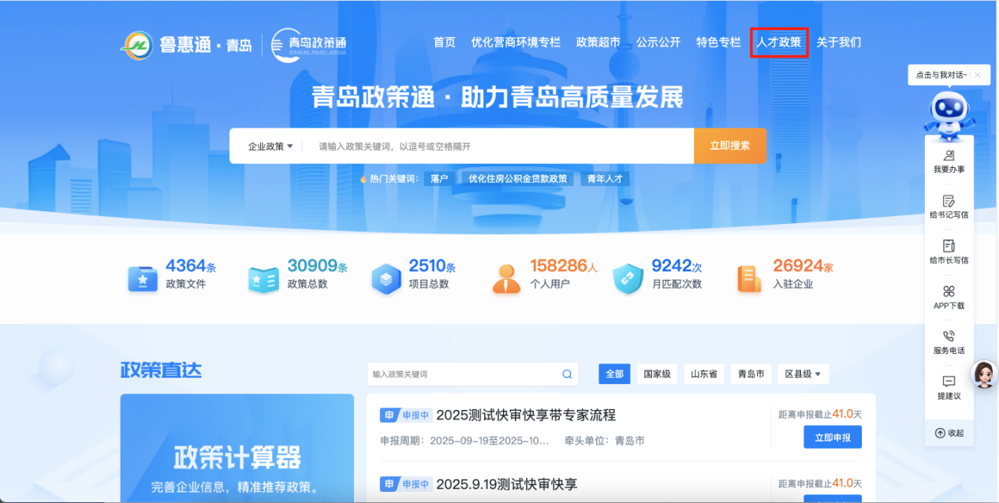 鲁惠通·青岛
青岛政策通
QINGDAO POLICY SERVICE
首页 优化营商环境专栏 政策超市 公示公开 特色专栏 人才政策 关于我们
点击与我对话~ ×
青岛政策通·助力青岛高质量发展
企业政策 请输入政策关键词，以逗号或空格隔开 立即搜索
热门关键词： 落户 优化住房公积金贷款政策 青年人才
我要办事
给书记写信
给市长写信
APP下载
服务电话
提建议
收起
4364条 30909条 2510条 158286人 9242次 26924家
政策文件 政策总数 项目总数 个人用户 月匹配次数 入驻企业
政策直达
输入政策关键词 全部 国家级 山东省 青岛市 区县级
政策计算器
完善企业信息，精准推荐政策。
申 申报中 2025测试快审快享带专家流程 距离申报截止41.0天
申报周期：2025-09-19至2025-10... 牵头单位：青岛市 立即申报
申 申报中 2025.9.19测试快审快享 距离申报截止41.0天